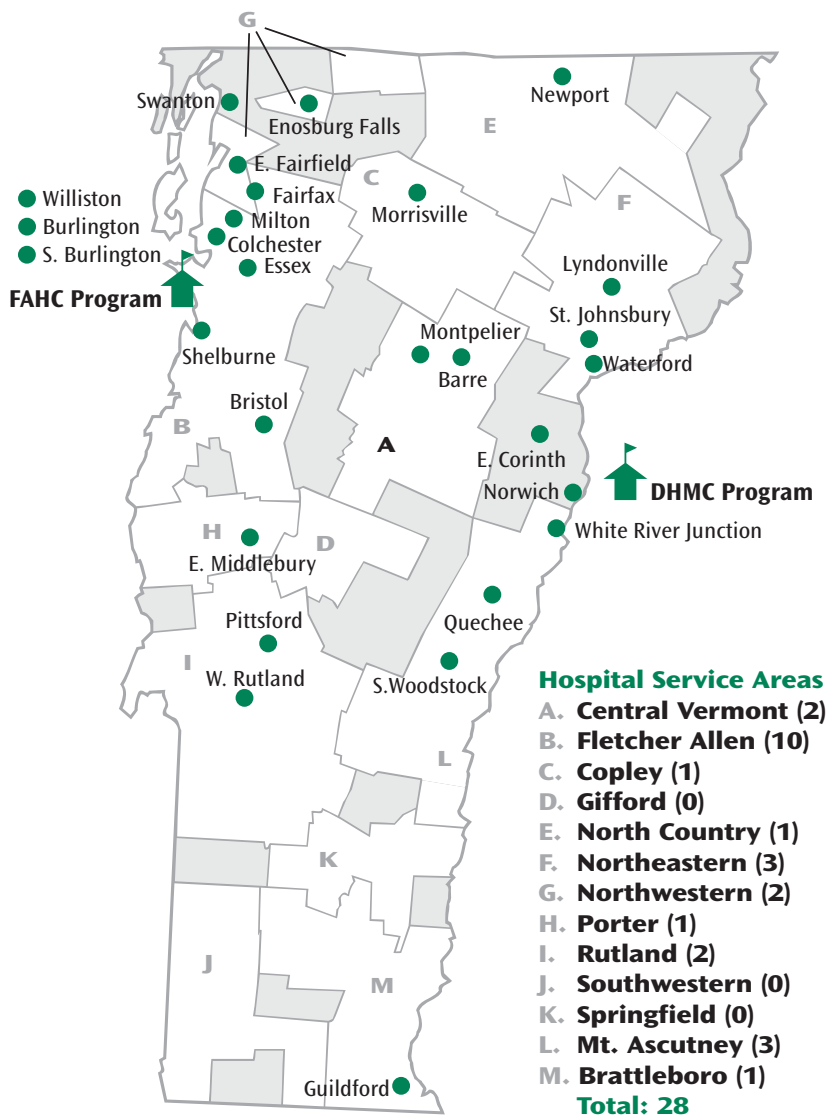 G
Swanton
Newport
Enosburg Falls
E
E. Fairfield
C
Williston
Fairfax
Morrisville
F
Burlington
Milton
S. Burlington
Colchester
Essex
Lyndonville
FAHC Program
St. Johnsbury
Montpelier
Shelburne
Waterford
Barre
Bristol
B
A
E. Corinth
Norwich
DHMC Program
White River Junction
H
D
E. Middlebury
Quechee
Pittsford
I
W. Rutland
S.Woodstock
L
K
J
M
Guildford
Hospital Service Areas
A. Central Vermont (2)
B. Fletcher Allen (10)
C. Copley (1)
D. Gifford (0)
E. North Country (1)
F. Northeastern (3)
G. Northwestern (2)
H. Porter (1)
I. Rutland (2)
J. Southwestern (0)
K. Springfield (0)
L. Mt. Ascutney (3)
M. Brattleboro (1)
Total: 28